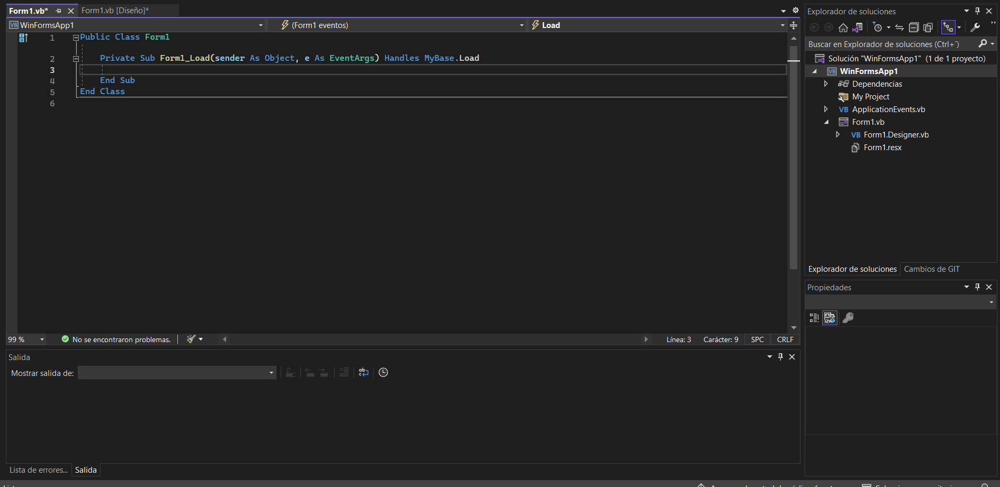 Form1.vb*
Form1.vb [Diseño]*
VB WinFormsApp1
(Form1 eventos)
Load
1 Public Class Form1
2 Private Sub Form1_Load(sender As Object, e As EventArgs) Handles MyBase.Load
3
4 End Sub
5 End Class
6
99 %
No se encontraron problemas.
Línea: 3
Carácter: 9
SPC
CRLF
Salida
Mostrar salida de:
Lista de errores...
Salida
Explorador de soluciones
Buscar en Explorador de soluciones (Ctrl+´)
Solución "WinFormsApp1" (1 de 1 proyecto)
VB WinFormsApp1
Dependencias
My Project
VB ApplicationEvents.vb
Form1.vb
VB Form1.Designer.vb
Form1.resx
Explorador de soluciones
Cambios de GIT
Propiedades